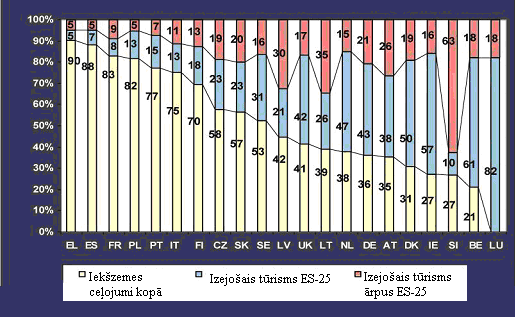 100%
90%
80%
70%
60%
50%
40%
30%
20%
10%
0%
5 5 9 5 7 11 13 19 20 16 30 17 35 15 21 26 19 16 63 18 18
5 7 8 13 15 13 18 23 23 31 21 42 26 47 43 38 50 57 10 61 82
90 88 83 82 77 75 70 58 57 53 42 41 39 38 36 35 31 27 27 21
EL ES FR PL PT IT FI CZ SK SE LV UK LT NL DE AT DK IE SI BE LU
Iekšzemes
ceļojumi kopā
Izejošais tūrisms ES-25
Izejošais tūrisms
ārpus ES-25